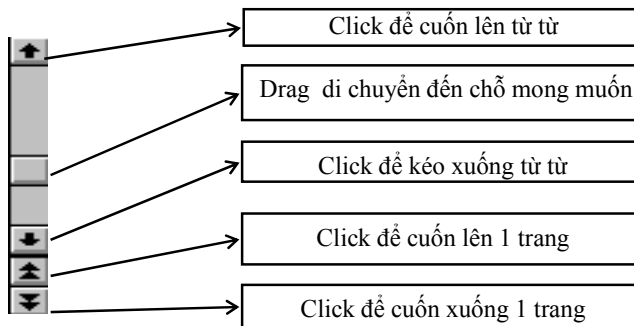 Click để cuốn lên từ từ
Drag di chuyển đến chỗ mong muốn
Click để kéo xuống từ từ
Click để cuốn lên 1 trang
Click để cuốn xuống 1 trang